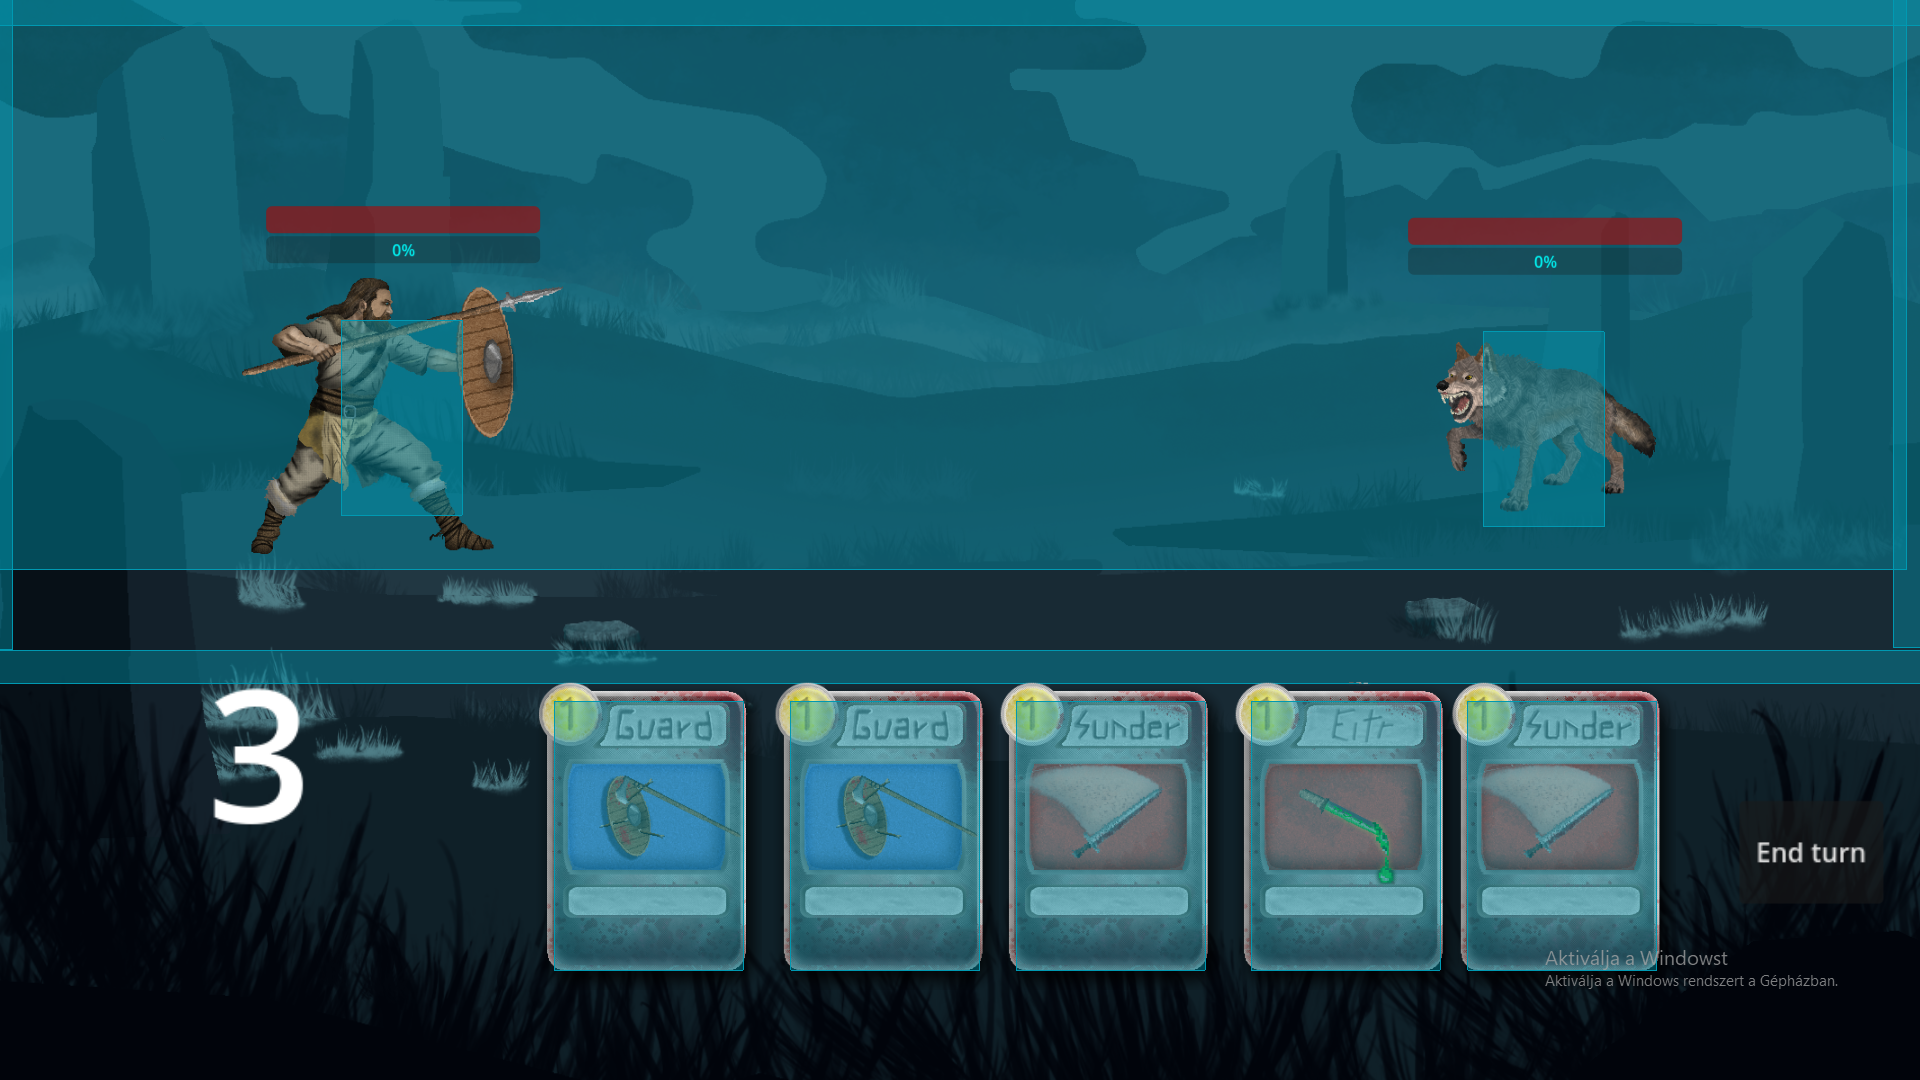 0%
0%
3
1
Guard
1
Guard
1
Sunder
1
Eitr
1
Sunder
End turn
Aktiválja a Windowst
Aktiválja a Windows rendszert a Gépházban.